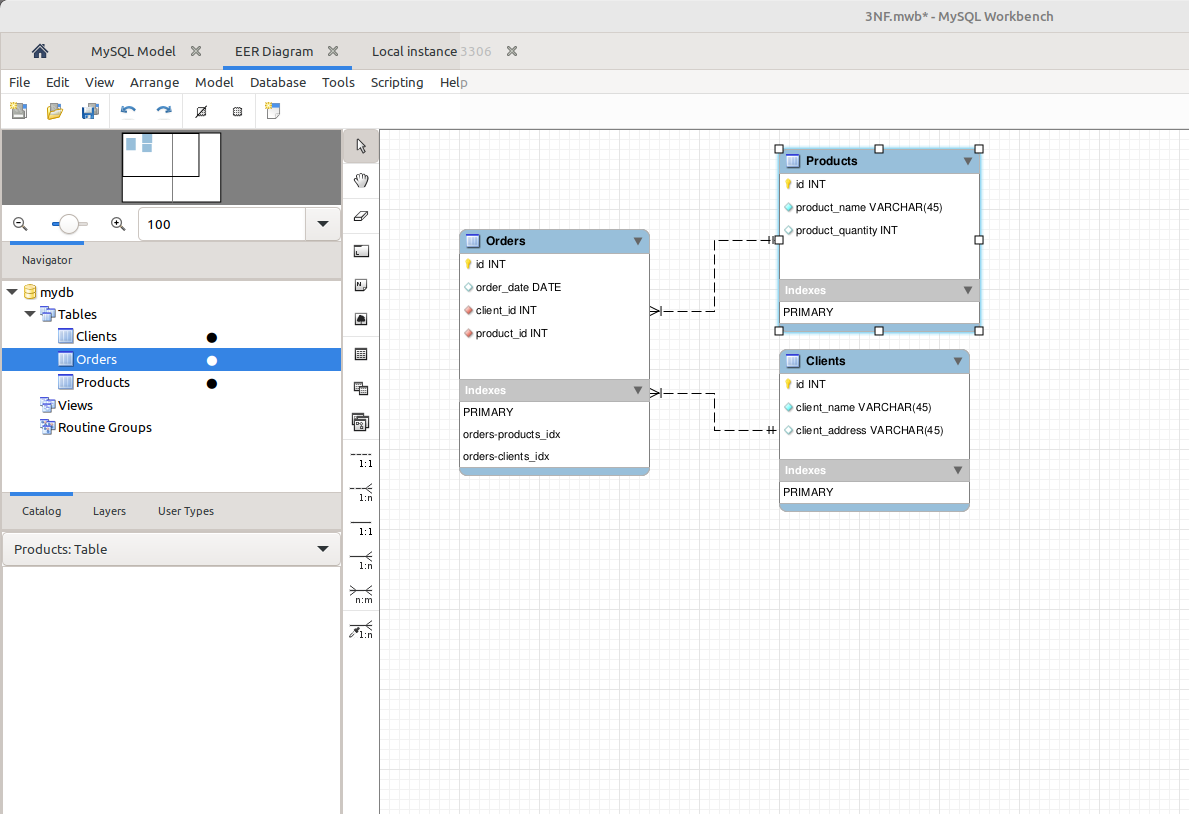 3NF.mwb* - MySQL Workbench
MySQL Model
EER Diagram
Local instance 3306
File Edit View Arrange Model Database Tools Scripting Help
100
Navigator
mydb
Tables
Clients
Orders
Products
Views
Routine Groups
Catalog Layers User Types
Products: Table
1:1
1:n
1:1
1:n
n:m
1:n
Orders
id INT
order_date DATE
client_id INT
product_id INT
Indexes
PRIMARY
orders-products_idx
orders-clients_idx
Products
id INT
product_name VARCHAR(45)
product_quantity INT
Indexes
PRIMARY
Clients
id INT
client_name VARCHAR(45)
client_address VARCHAR(45)
Indexes
PRIMARY